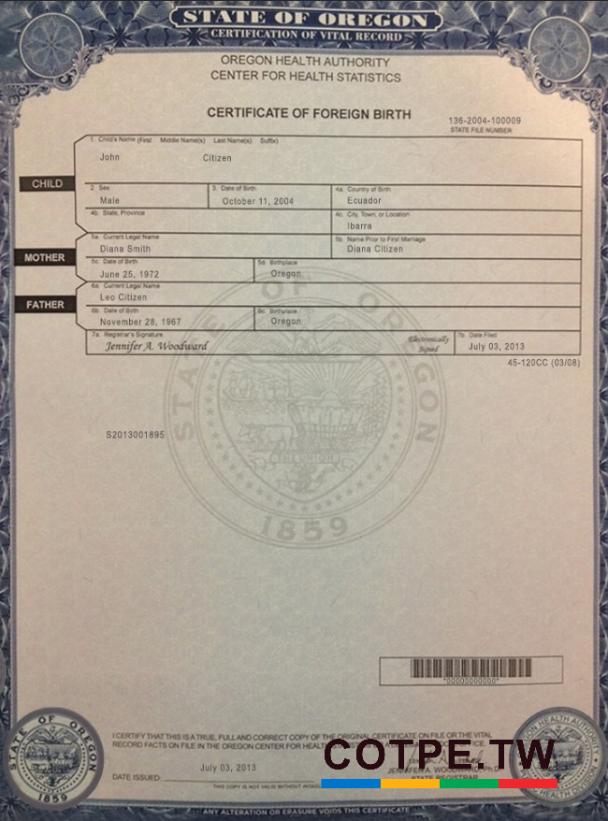 STATE OF OREGON
CERTIFICATION OF VITAL RECORD
OREGON HEALTH AUTHORITY
CENTER FOR HEALTH STATISTICS
CERTIFICATE OF FOREIGN BIRTH
136-2004-100009
STATE FILE NUMBER
CHILD
1. Child's Name (First Middle Name(s) Last Name(s) Suffix)
John Citizen
2. Sex
Male
3. Date of Birth
October 11, 2004
4a. Country of Birth
Ecuador
4b. State, Province
4c. City, Town, or Location
Ibarra
MOTHER
5a. Current Legal Name
Diana Smith
5b. Name Prior to First Marriage
Diana Citizen
5c. Date of Birth
June 25, 1972
5d. Birthplace
Oregon
FATHER
6a. Current Legal Name
Leo Citizen
6b. Date of Birth
November 28, 1967
6c. Birthplace
Oregon
7a. Registrar's Signature
Jennifer A. Woodward
Electronically
Signed
7b. Date Filed
July 03, 2013
45-120CC (03/08)
STATE OF OREGON
THE UNION
1859
S2013001895
I CERTIFY THAT THIS IS A TRUE, FULL AND CORRECT COPY OF THE ORIGINAL CERTIFICATE ON FILE OR THE VITAL
RECORD FACTS ON FILE IN THE OREGON CENTER FOR HEALTH
DATE ISSUED July 03, 2013
THIS COPY IS NOT VALID WITHOUT
STATE REGISTRAR
COTPE.TW
STATE OF OREGON
1859
OREGON HEALTH AUTHORITY
ANY ALTERATION OR ERASURE VOIDS THIS CERTIFICATE